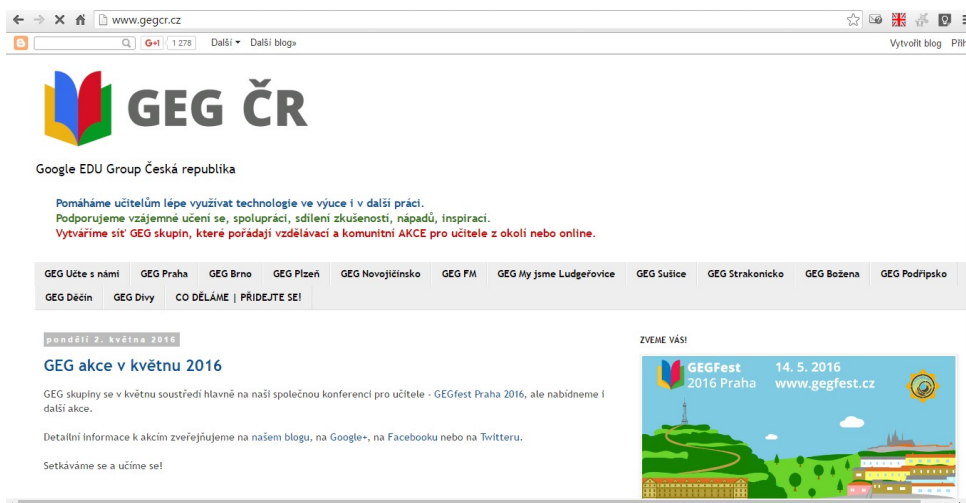 www.gegcr.cz
G+1 1 278 Další Další blog»
Vytvořit blog
GEG ČR
Google EDU Group Česká republika
Pomáháme učitelům lépe využívat technologie ve výuce i v další práci.
Podporujeme vzájemné učení se, spolupráci, sdílení zkušeností, nápadů, inspirací.
Vytváříme síť GEG skupin, které pořádají vzdělávací a komunitní AKCE pro učitele z okolí nebo online.
GEG Učte s námi GEG Praha GEG Brno GEG Plzeň GEG Novojičínsko GEG FM GEG My jsme Ludgeřovice GEG Sušice GEG Strakonicko GEG Božena GEG Podřipsko
GEG Děčín GEG Divy CO DĚLÁME | PŘIDEJTE SE!
pondělí 2. května 2016
GEG akce v květnu 2016
GEG skupiny se v květnu soustředí hlavně na naší společnou konferenci pro učitele - GEGfest Praha 2016, ale nabídneme i
další akce.
Detailní informace k akcím zveřejňujeme na našem blogu, na Google+, na Facebooku nebo na Twitteru.
Setkáváme se a učíme se!
ZVEME VÁS!
GEGFest 14. 5. 2016
2016 Praha www.gegfest.cz